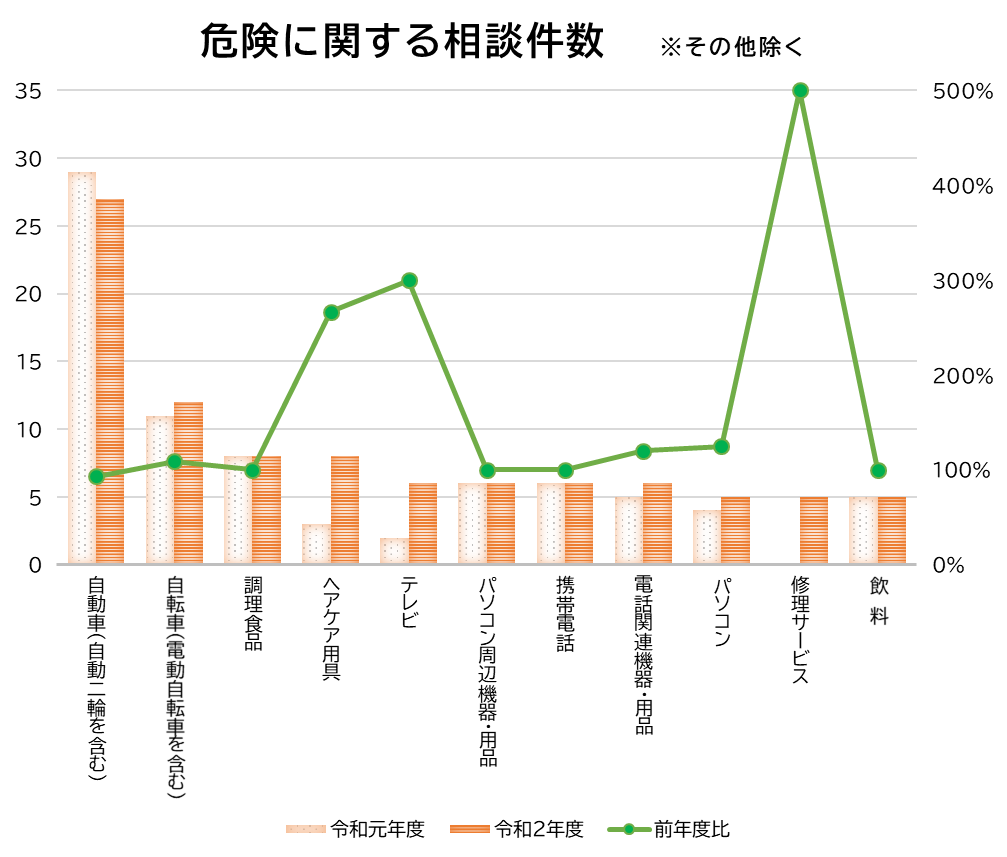 危険に関する相談件数 ※その他除く
35
30
25
20
15
10
5
0
500%
400%
300%
200%
100%
0%
自動車(自動二輪を含む)
自転車(電動自転車を含む)
調理食品
ヘアケア用具
テレビ
パソコン周辺機器・用品
携帯電話
電話関連機器・用品
パソコン
修理サービス
飲料
令和元年度 令和2年度 前年度比